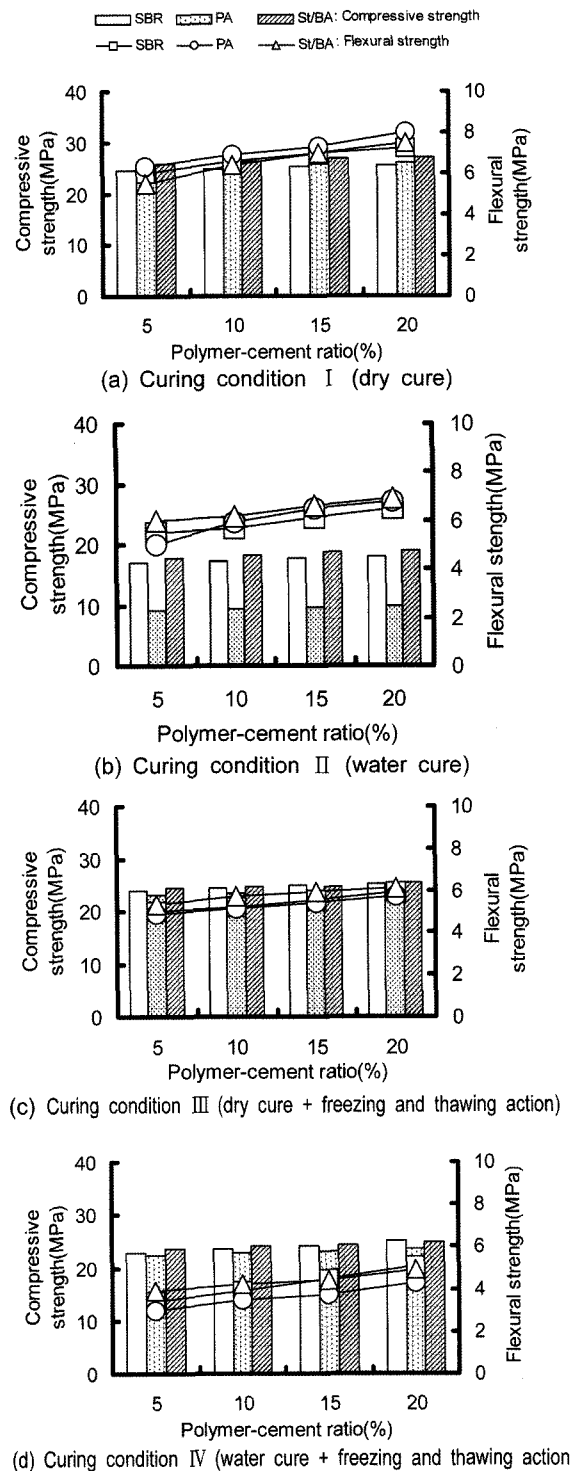 SBR PA St/BA: Compressive strength
SBR PA St/BA: Flexural strength
40 10
30 8
20 6
10 4
0 2
0
Compressive
strength(MPa)
Flexural
strength(MPa)
5 10 15 20
Polymer-cement ratio(%)
(a) Curing condition Ⅰ (dry cure)
40 10
30 8
20 6
10 4
0 2
0
Compressive
strength(MPa)
Flexural stength(MPa)
5 10 15 20
Polymer-cement ratio(%)
(b) Curing condition Ⅱ (water cure)
40 10
30 8
20 6
10 4
0 2
0
Compressive
strength(MPa)
Flexural
strength(MPa)
5 10 15 20
Polymer-cement ratio(%)
(c) Curing condition Ⅲ (dry cure + freezing and thawing action)
40 10
30 8
20 6
10 4
0 2
0
Compressive
strength(MPa)
Flexural strength(MPa)
5 10 15 20
Polymer-cement ratio(%)
(d) Curing condition Ⅳ (water cure + freezing and thawing action